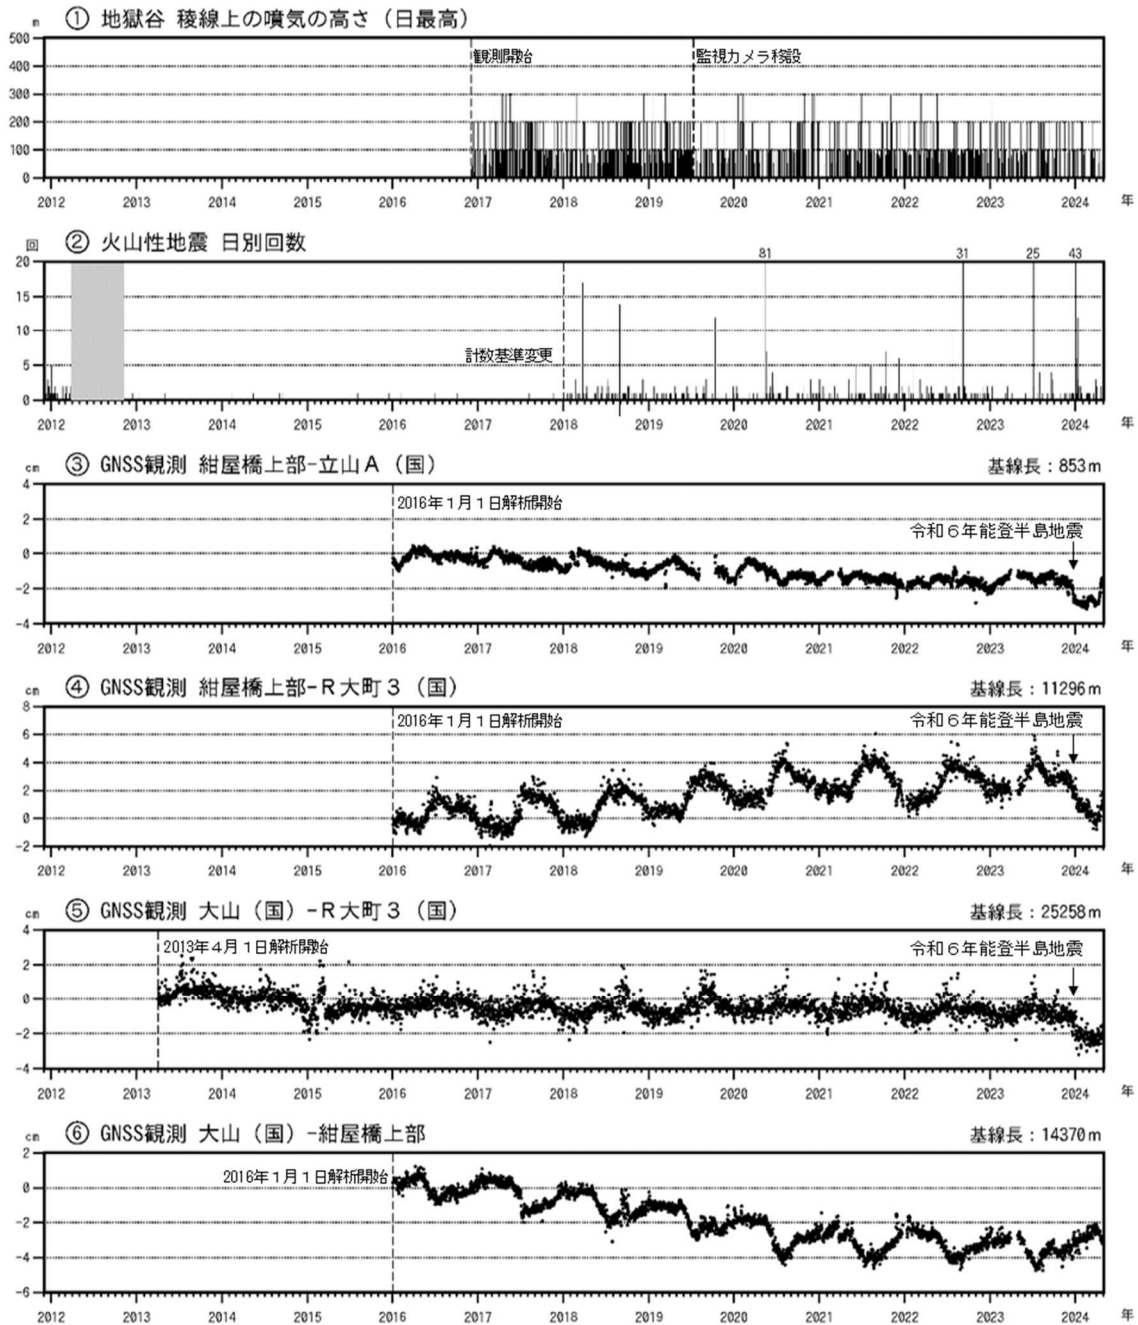 m ① 地獄谷 稜線上の噴気の高さ（日最高）
500
観測開始 監視カメラ移設
400
300
200
100
0
2012 2013 2014 2015 2016 2017 2018 2019 2020 2021 2022 2023 2024 年
回 ② 火山性地震 日別回数
81 31 25 43
20
15
10
計数基準変更
5
0
2012 2013 2014 2015 2016 2017 2018 2019 2020 2021 2022 2023 2024 年
cm ③ GNSS観測 紺屋橋上部-立山Ａ（国） 基線長：853m
4
2016年１月１日解析開始
2
令和６年能登半島地震
0
-2
-4
2012 2013 2014 2015 2016 2017 2018 2019 2020 2021 2022 2023 2024 年
cm ④ GNSS観測 紺屋橋上部-Ｒ大町３（国） 基線長：11296m
8
2016年１月１日解析開始 令和６年能登半島地震
6
4
2
0
-2
2012 2013 2014 2015 2016 2017 2018 2019 2020 2021 2022 2023 2024 年
cm ⑤ GNSS観測 大山（国）-Ｒ大町３（国） 基線長：25258m
4
2013年４月１日解析開始 令和６年能登半島地震
2
0
-2
-4
2012 2013 2014 2015 2016 2017 2018 2019 2020 2021 2022 2023 2024 年
cm ⑥ GNSS観測 大山（国）-紺屋橋上部 基線長：14370m
2
2016年１月１日解析開始
0
-2
-4
-6
2012 2013 2014 2015 2016 2017 2018 2019 2020 2021 2022 2023 2024 年